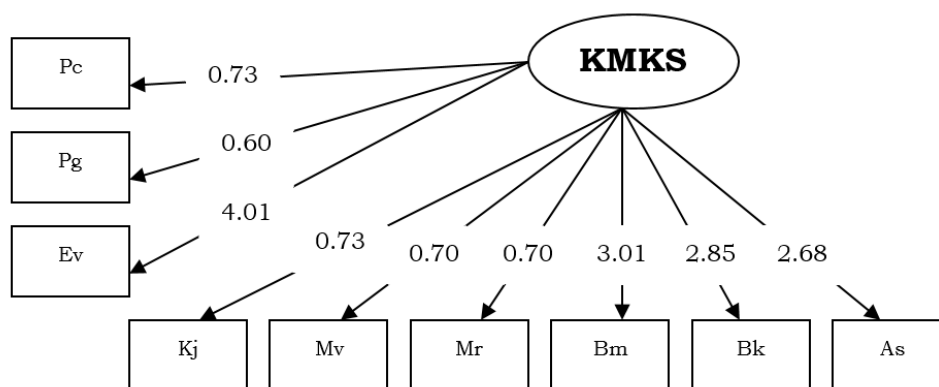 KMKS
Pc
0.73
Pg
0.60
Ev
4.01
0.73
0.70
0.70
3.01
2.85
2.68
Kj
Mv
Mr
Bm
Bk
As